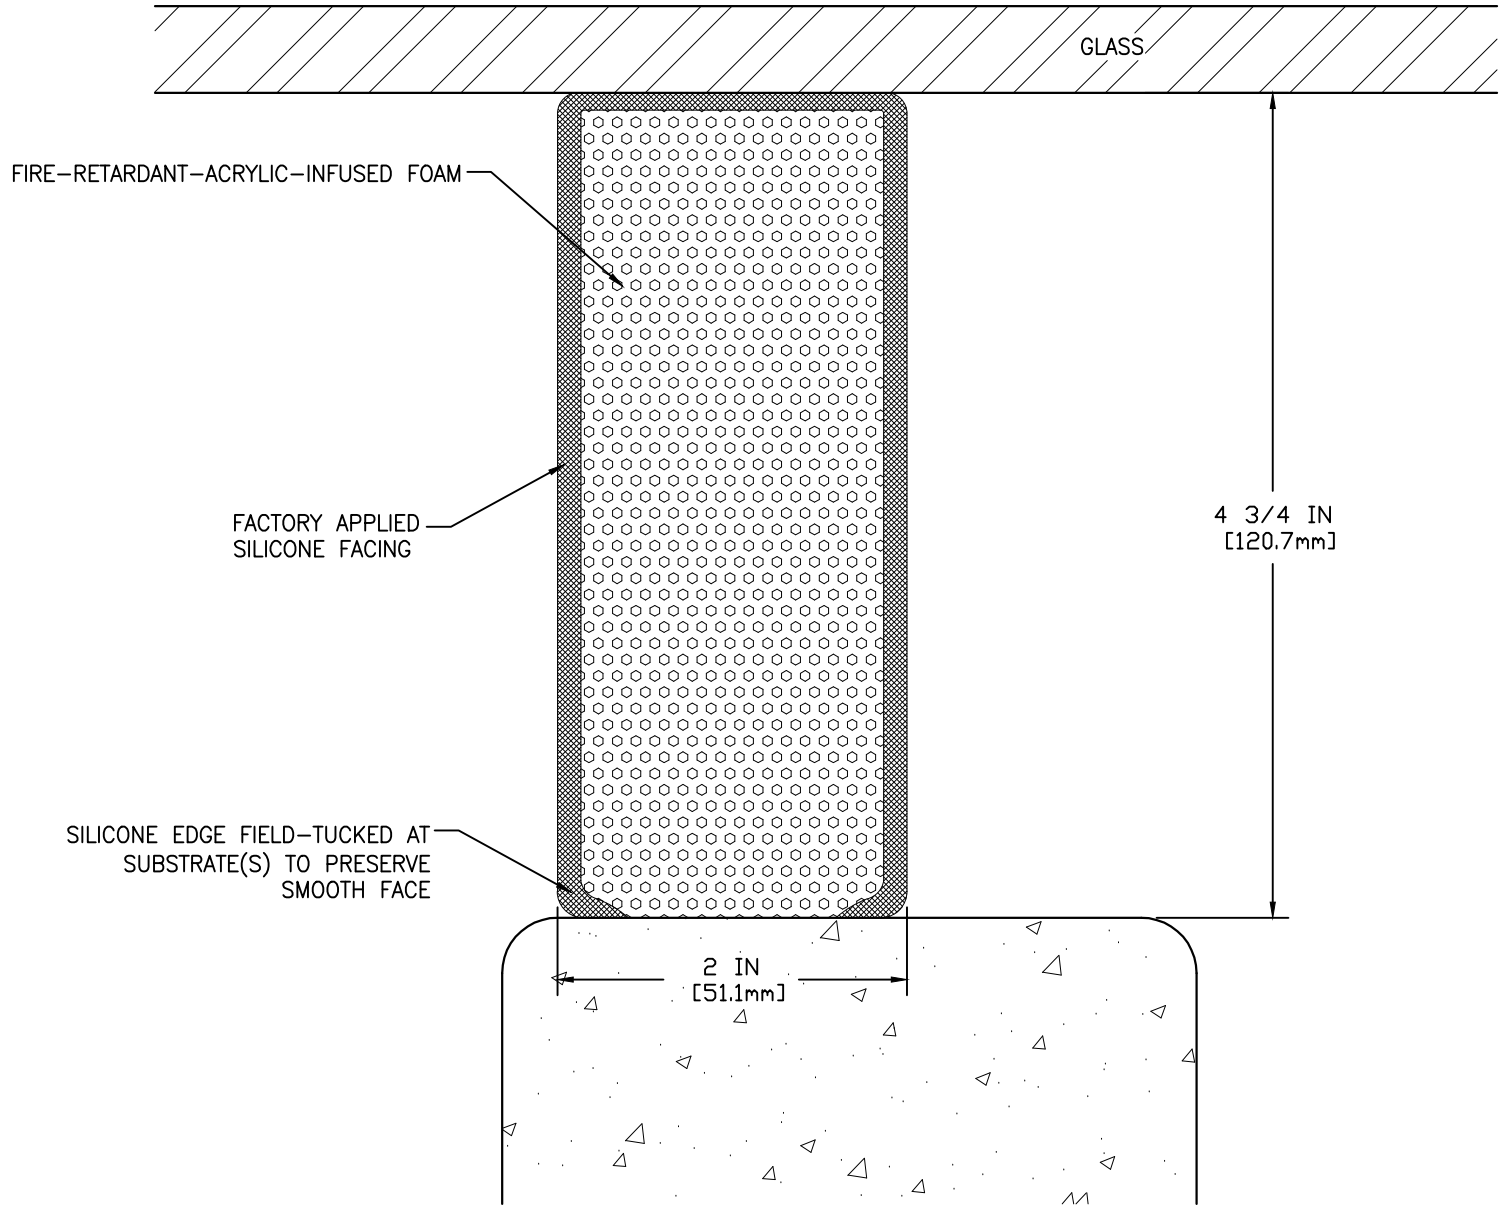 GLASS
FIRE-RETARDANT-ACRYLIC-INFUSED FOAM
FACTORY APPLIED
SILICONE FACING
4 3/4 IN
[120.7mm]
SILICONE EDGE FIELD-TUCKED AT
SUBSTRATE(S) TO PRESERVE
SMOOTH FACE
2 IN
[51.1mm]